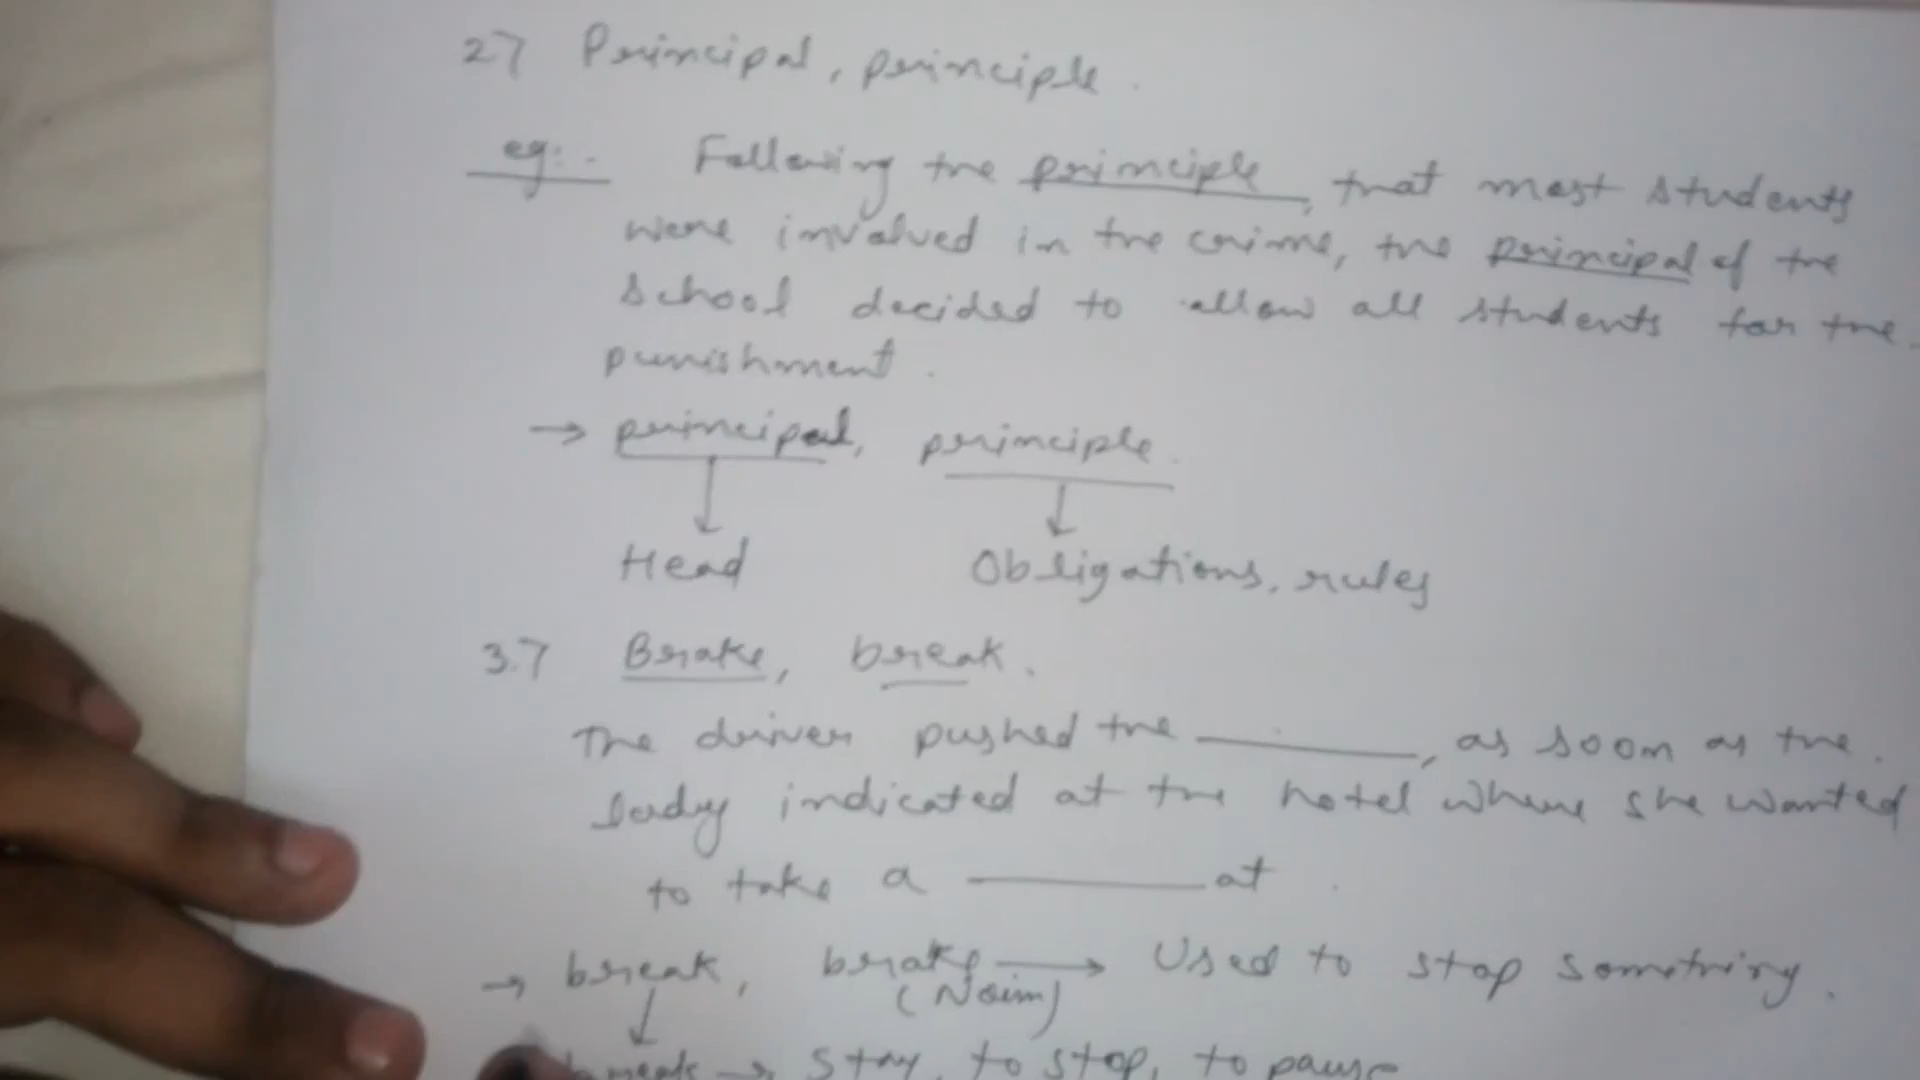 27 Principal, principle.
eg:- Following the principle, that most students
were involved in the crime, the principal of the
school decided to allow all students for the
punishment.
→ principal, principle.
Head Obligations, rules
3.7 Brake, break.
The driver pushed the ________, as soon as the
lady indicated at the hotel where she wanted
to take a ________ at.
→ break, brake → Used to stop something.
→ stay, to stop, to pause